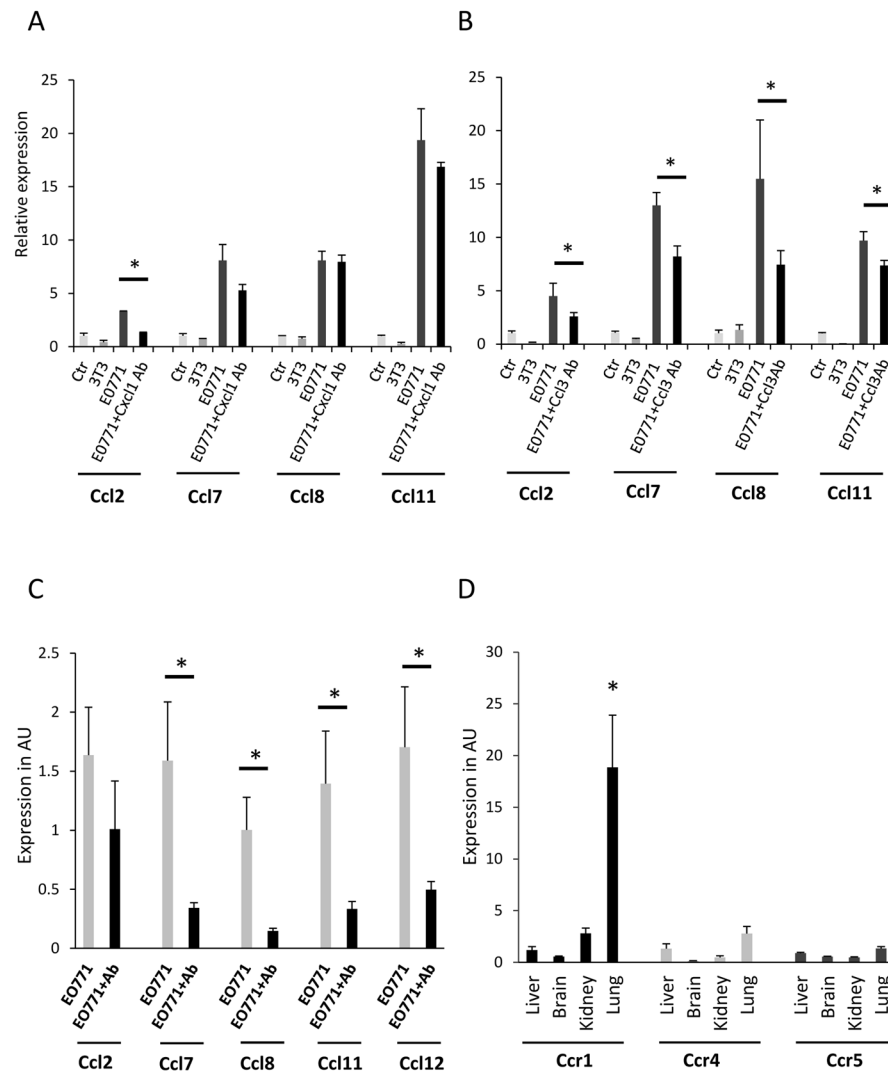 A
Relative expression
25
20
15
10
5
0
*
Ctr
3T3
E0771
E0771+Cxcl1 Ab
Ctr
3T3
E0771
E0771+Cxcl1 Ab
Ctr
3T3
E0771
E0771+Cxcl1 Ab
Ctr
3T3
E0771
E0771+Cxcl1 Ab
Ccl2
Ccl7
Ccl8
Ccl11
B
25
20
15
10
5
0
*
*
*
*
Ctr
3T3
E0771
E0771+Ccl3 Ab
Ctr
3T3
E0771
E0771+Ccl3 Ab
Ctr
3T3
E0771
E0771+Ccl3Ab
Ctr
3T3
E0771
E0771+Ccl3Ab
Ccl2
Ccl7
Ccl8
Ccl11
C
Expression in AU
2.5
2
1.5
1
0.5
0
*
*
*
*
EO771
EO771+Ab
EO771
EO771+Ab
EO771
EO771+Ab
EO771
EO771+Ab
EO771
EO771+Ab
Ccl2
Ccl7
Ccl8
Ccl11
Ccl12
D
Expression in AU
30
25
20
15
10
5
0
*
Liver
Brain
Kidney
Lung
Liver
Brain
Kidney
Lung
Liver
Brain
Kidney
Lung
Ccr1
Ccr4
Ccr5